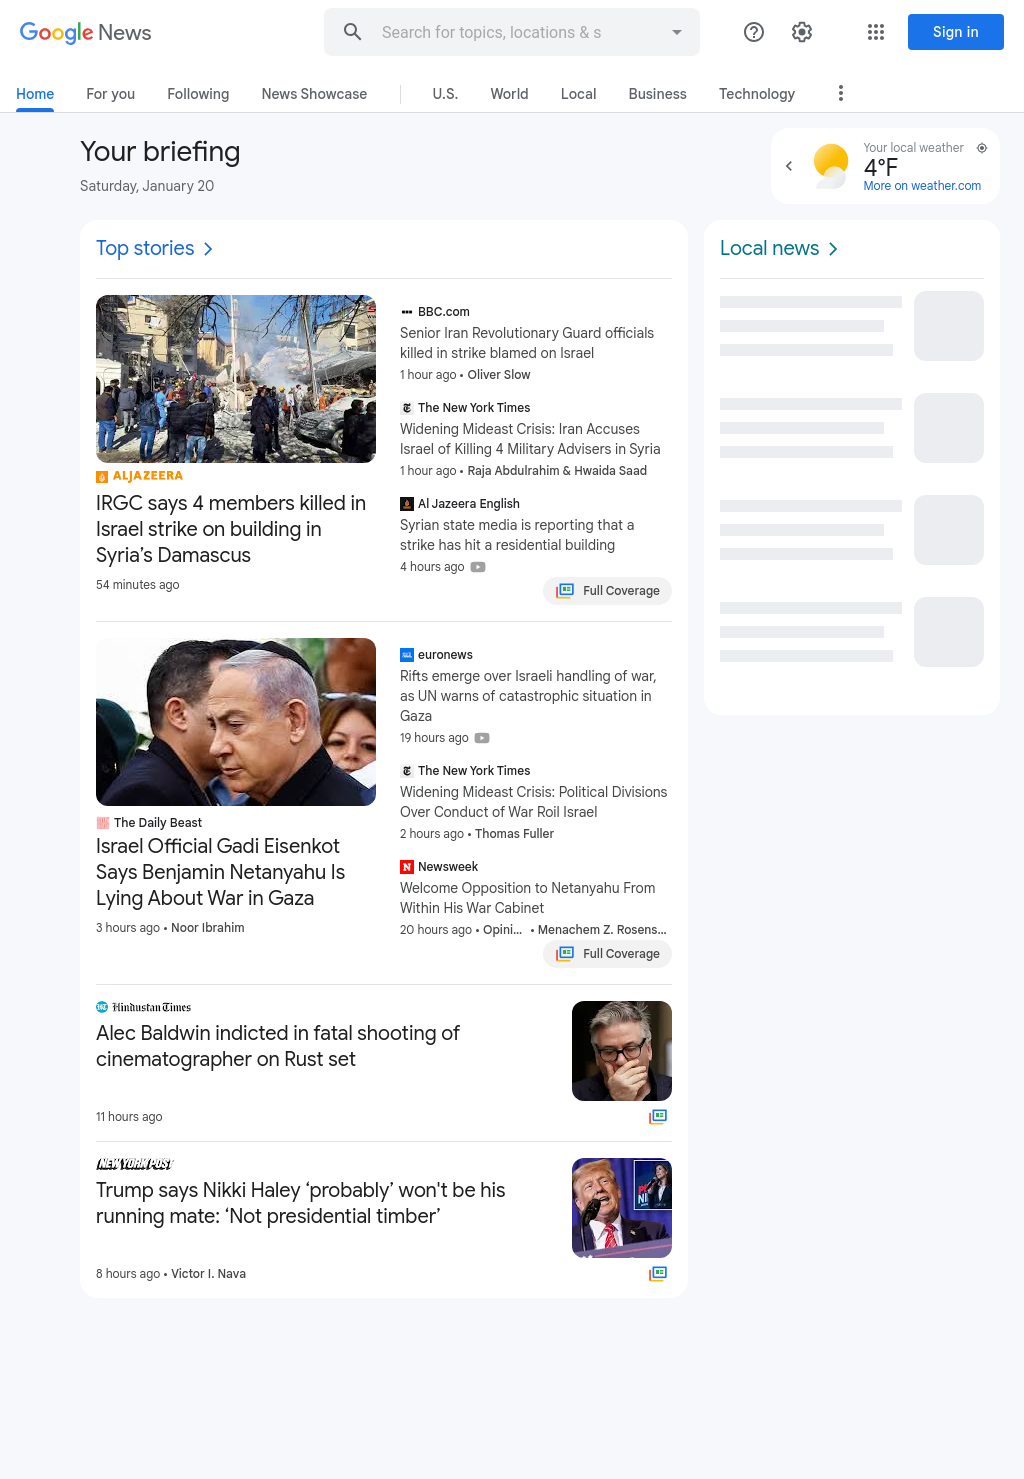 Google News
Search for topics, locations & s
Sign in
Home
For you
Following
News Showcase
U.S.
World
Local
Business
Technology
Your briefing
Saturday, January 20
Your local weather
4°F
More on weather.com
Top stories
ALJAZEERA
IRGC says 4 members killed in
Israel strike on building in
Syria’s Damascus
54 minutes ago
BBC.com
Senior Iran Revolutionary Guard officials
killed in strike blamed on Israel
1 hour ago • Oliver Slow
The New York Times
Widening Mideast Crisis: Iran Accuses
Israel of Killing 4 Military Advisers in Syria
1 hour ago • Raja Abdulrahim & Hwaida Saad
Al Jazeera English
Syrian state media is reporting that a
strike has hit a residential building
4 hours ago
Full Coverage
The Daily Beast
Israel Official Gadi Eisenkot
Says Benjamin Netanyahu Is
Lying About War in Gaza
3 hours ago • Noor Ibrahim
euronews
Rifts emerge over Israeli handling of war,
as UN warns of catastrophic situation in
Gaza
19 hours ago
The New York Times
Widening Mideast Crisis: Political Divisions
Over Conduct of War Roil Israel
2 hours ago • Thomas Fuller
Newsweek
Welcome Opposition to Netanyahu From
Within His War Cabinet
20 hours ago • Opini... • Menachem Z. Rosens...
Full Coverage
Hindustan Times
Alec Baldwin indicted in fatal shooting of
cinematographer on Rust set
11 hours ago
NEW YORK POST
Trump says Nikki Haley ‘probably’ won't be his
running mate: ‘Not presidential timber’
8 hours ago • Victor I. Nava
Local news